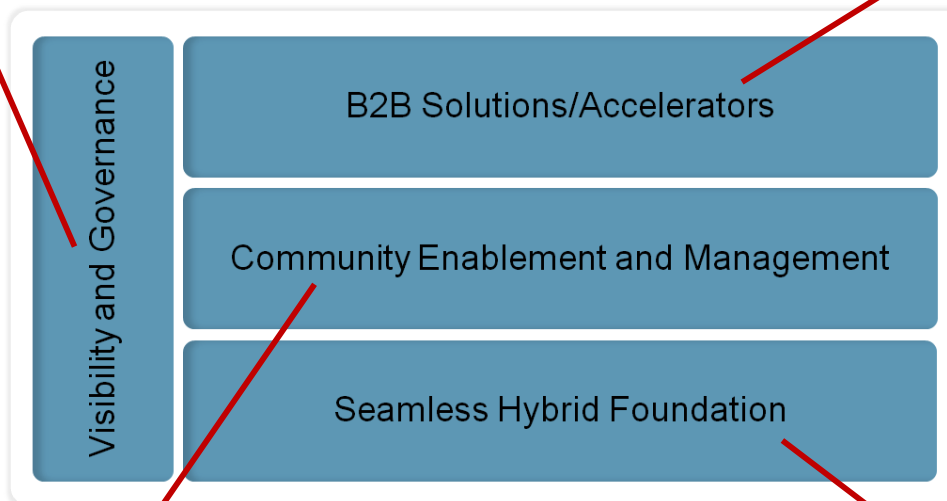 Visibility and Governance
B2B Solutions/Accelerators
Community Enablement and Management
Seamless Hybrid Foundation